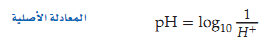 المعادلة الأصلية
pH = log₁₀ 1/H⁺